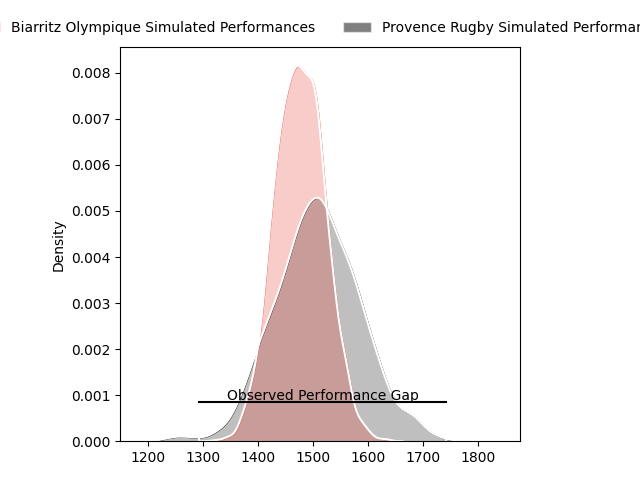 Biarritz Olympique Simulated Performances
Provence Rugby Simulated
0.008
0.007
0.006
0.005
0.004
0.003
0.002
0.001
0.000
Density
Observed Performance Gap
1200 1300 1400 1500 1600 1700 1800